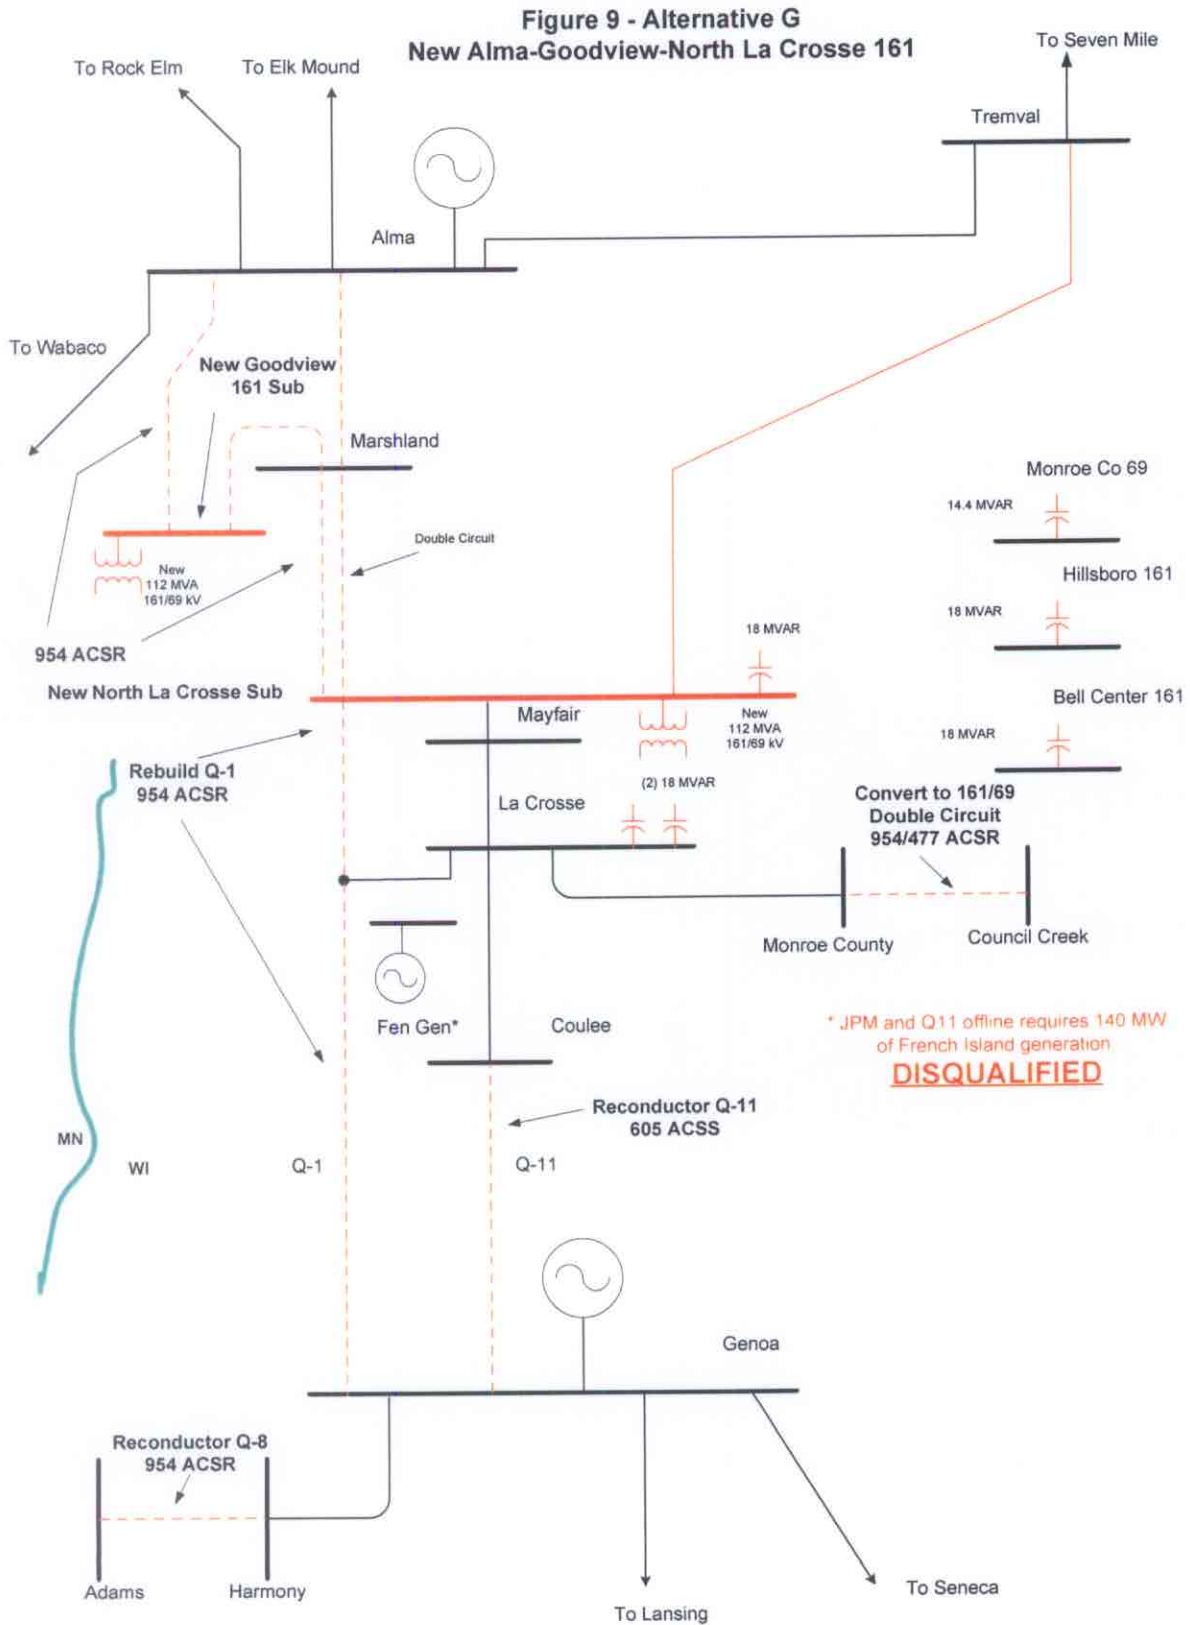 Figure 9 - Alternative G
New Alma-Goodview-North La Crosse 161
To Rock Elm
To Elk Mound
To Seven Mile
Tremval
Alma
To Wabaco
New Goodview
161 Sub
Marshland
Monroe Co 69
14.4 MVAR
Double Circuit
New
112 MVA
161/69 kV
Hillsboro 161
18 MVAR
954 ACSR
18 MVAR
New North La Crosse Sub
Bell Center 161
Mayfair
New
112 MVA
161/69 kV
18 MVAR
Rebuild Q-1
954 ACSR
(2) 18 MVAR
La Crosse
Convert to 161/69
Double Circuit
954/477 ACSR
Monroe County
Council Creek
Fen Gen*
Coulee
* JPM and Q11 offline requires 140 MW
of French Island generation
DISQUALIFIED
Reconductor Q-11
605 ACSS
MN
WI
Q-1
Q-11
Genoa
Reconductor Q-8
954 ACSR
Adams
Harmony
To Lansing
To Seneca